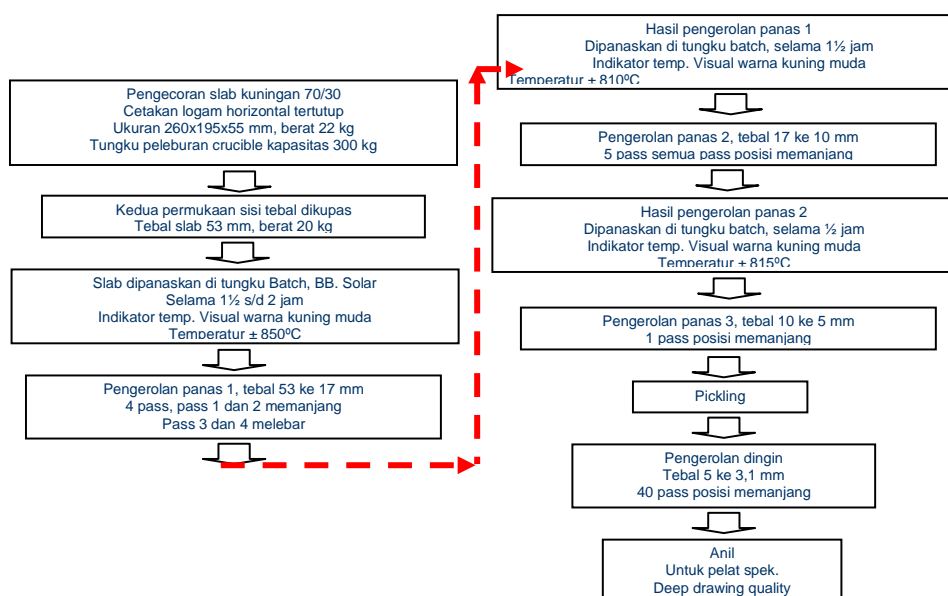 Pengecoran slab kuningan 70/30
Cetakan logam horizontal tertutup
Ukuran 260x195x55 mm, berat 22 kg
Tungku peleburan crucible kapasitas 300 kg
Kedua permukaan sisi tebal dikupas
Tebal slab 53 mm, berat 20 kg
Slab dipanaskan di tungku Batch, BB. Solar
Selama 1½ s/d 2 jam
Indikator temp. Visual warna kuning muda
Temperatur ± 850ºC
Pengerolan panas 1, tebal 53 ke 17 mm
4 pass, pass 1 dan 2 memanjang
Pass 3 dan 4 melebar
Hasil pengerolan panas 1
Dipanaskan di tungku batch, selama 1½ jam
Indikator temp. Visual warna kuning muda
Temperatur ± 810ºC
Pengerolan panas 2, tebal 17 ke 10 mm
5 pass semua pass posisi memanjang
Hasil pengerolan panas 2
Dipanaskan di tungku batch, selama ½ jam
Indikator temp. Visual warna kuning muda
Temperatur ± 815ºC
Pengerolan panas 3, tebal 10 ke 5 mm
1 pass posisi memanjang
Pickling
Pengerolan dingin
Tebal 5 ke 3,1 mm
40 pass posisi memanjang
Anil
Untuk pelat spek.
Deep drawing quality